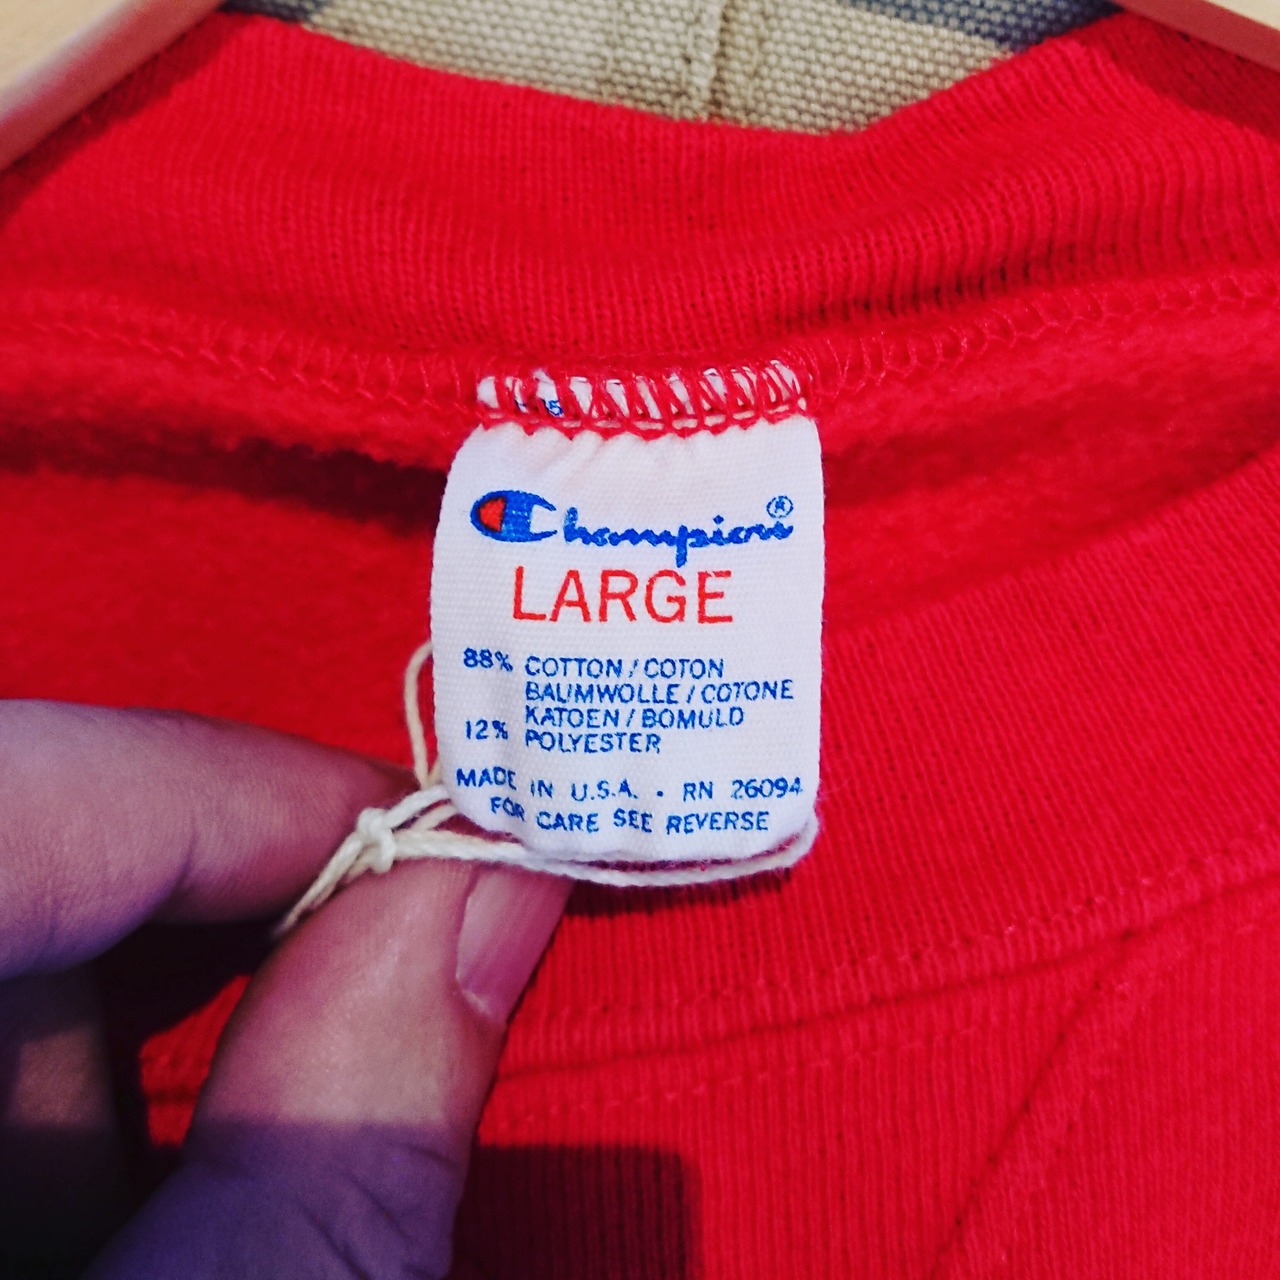 Champion®
LARGE
88% COTTON / COTON
BAUMWOLLE / COTONE
KATOEN / BOMULD
12% POLYESTER
MADE IN U.S.A. · RN 26094
FOR CARE SEE REVERSE